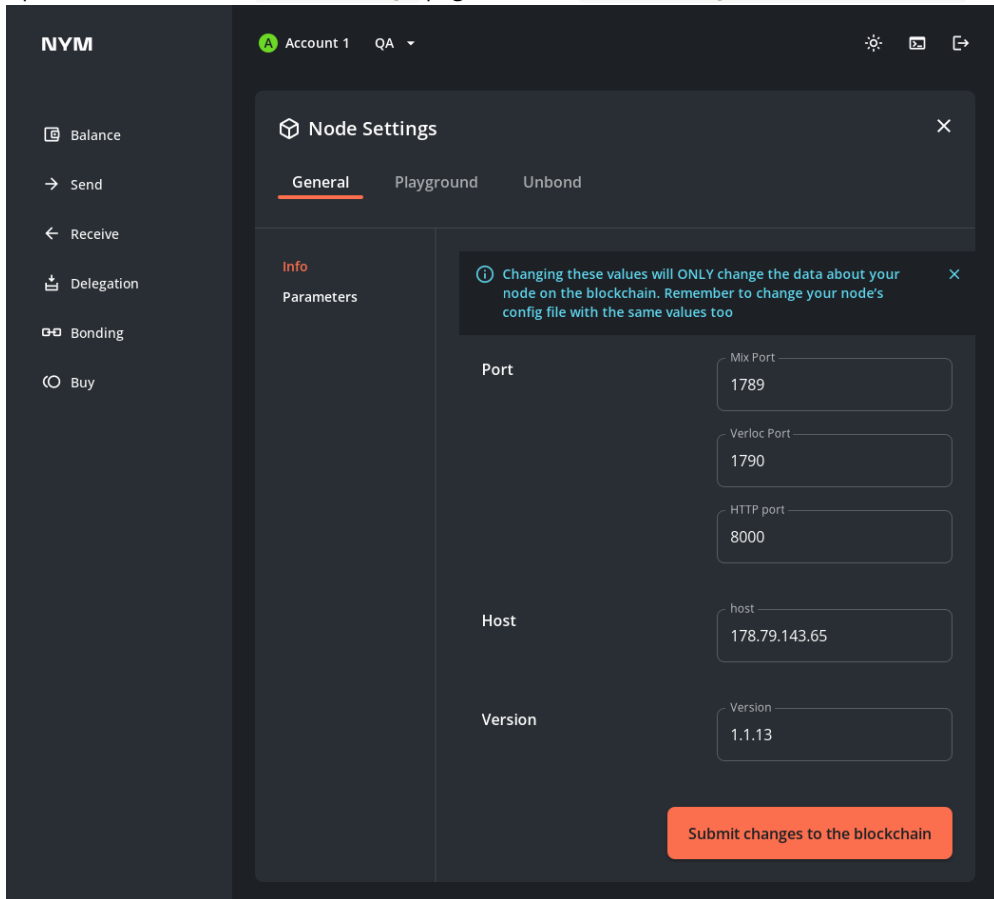 NYM
A Account 1 QA
Balance
Send
Receive
Delegation
Bonding
Buy
Node Settings
General Playground Unbond
Info
Parameters
Changing these values will ONLY change the data about your
node on the blockchain. Remember to change your node's
config file with the same values too
Port
Mix Port
1789
Verloc Port
1790
HTTP port
8000
Host
host
178.79.143.65
Version
Version
1.1.13
Submit changes to the blockchain